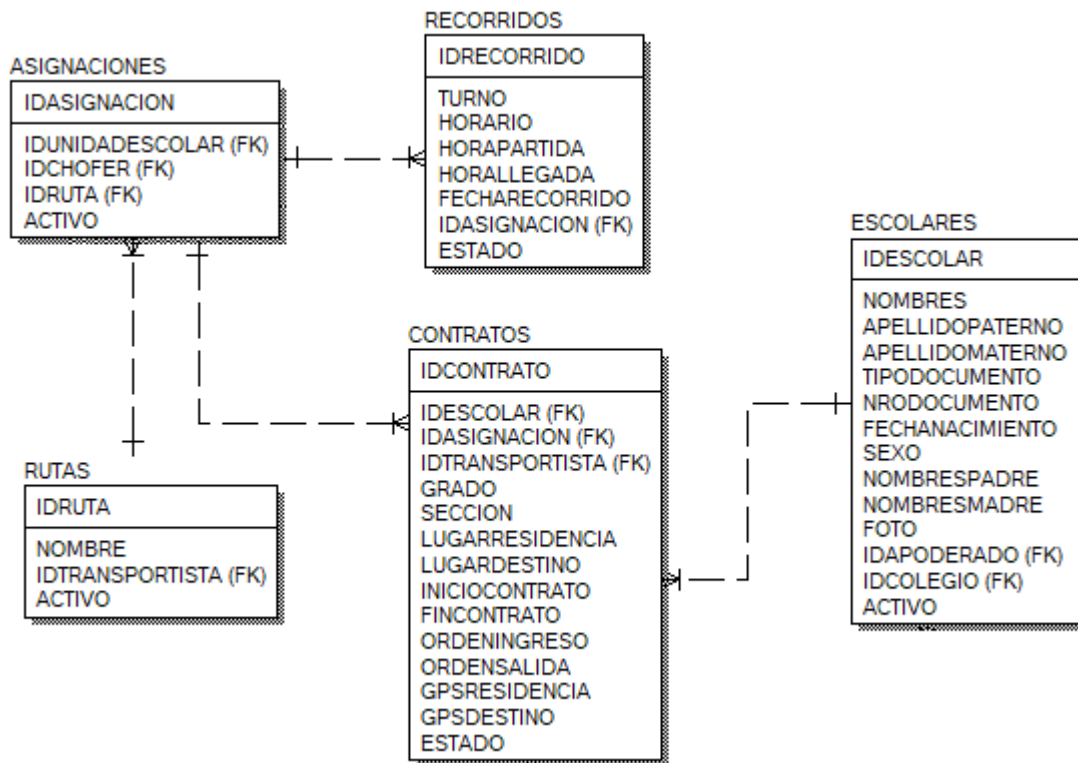 RECORRIDOS
IDRECORRIDO
TURNO
HORARIO
HORAPARTIDA
HORALLEGADA
FECHARECORRIDO
IDASIGNACION (FK)
ESTADO
ASIGNACIONES
IDASIGNACION
IDUNIDADESCOLAR (FK)
IDCHOFER (FK)
IDRUTA (FK)
ACTIVO
ESCOLARES
IDESCOLAR
NOMBRES
APELLIDOPATERNO
APELLIDOMATERNO
TIPODOCUMENTO
NRODOCUMENTO
FECHANACIMIENTO
SEXO
NOMBRESPADRE
NOMBRESMADRE
FOTO
IDAPODERADO (FK)
IDCOLEGIO (FK)
ACTIVO
CONTRATOS
IDCONTRATO
IDESCOLAR (FK)
IDASIGNACION (FK)
IDTRANSPORTISTA (FK)
GRADO
SECCION
LUGARRESIDENCIA
LUGARDESTINO
INICIOCONTRATO
FINCONTRATO
ORDENINGRESO
ORDENSALIDA
GPSRESIDENCIA
GPSDESTINO
ESTADO
RUTAS
IDRUTA
NOMBRE
IDTRANSPORTISTA (FK)
ACTIVO